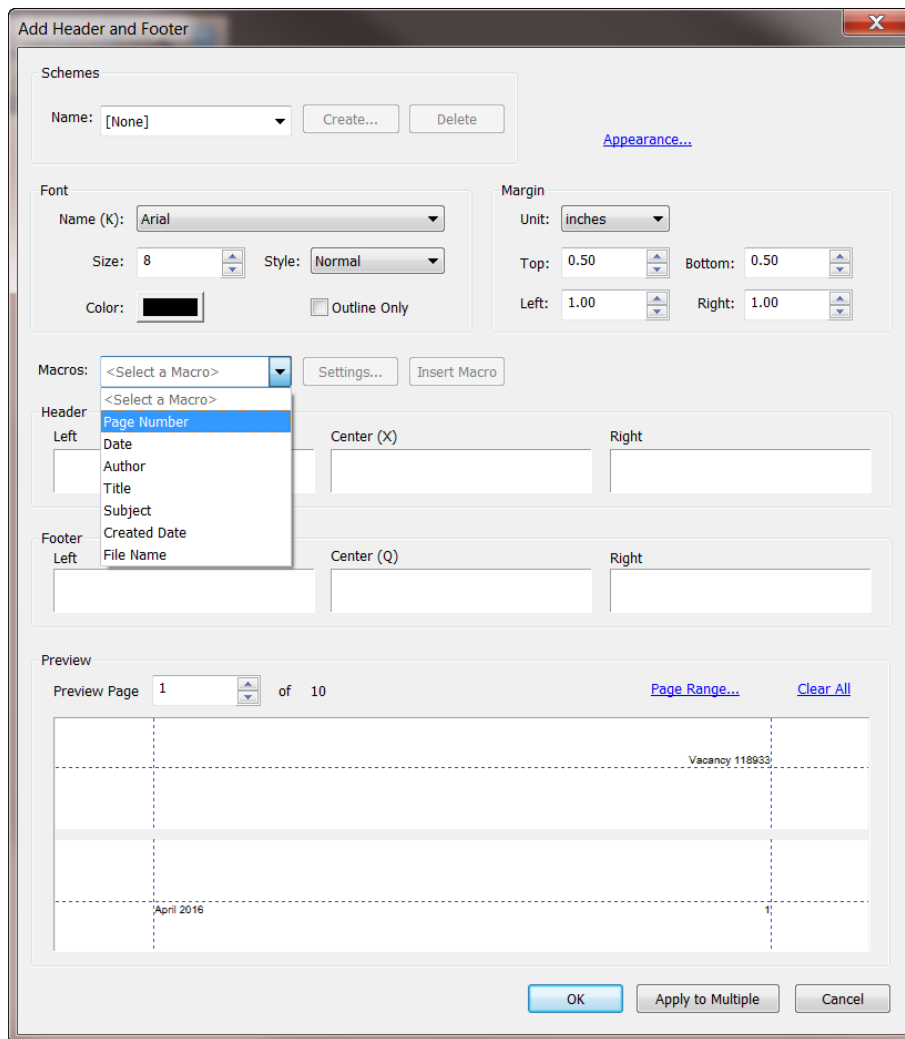 Add Header and Footer
Schemes
Name: [None] Create... Delete
Appearance...
Font
Name (K): Arial
Size: 8 Style: Normal
Color: Outline Only
Margin
Unit: inches
Top: 0.50 Bottom: 0.50
Left: 1.00 Right: 1.00
Macros: <Select a Macro> Settings... Insert Macro
<Select a Macro>
Page Number
Date
Author
Title
Subject
Created Date
File Name
Header
Left Center (X) Right
Footer
Left Center (Q) Right
Preview
Preview Page 1 of 10 Page Range... Clear All
Vacancy 118933
April 2016 1
OK Apply to Multiple Cancel